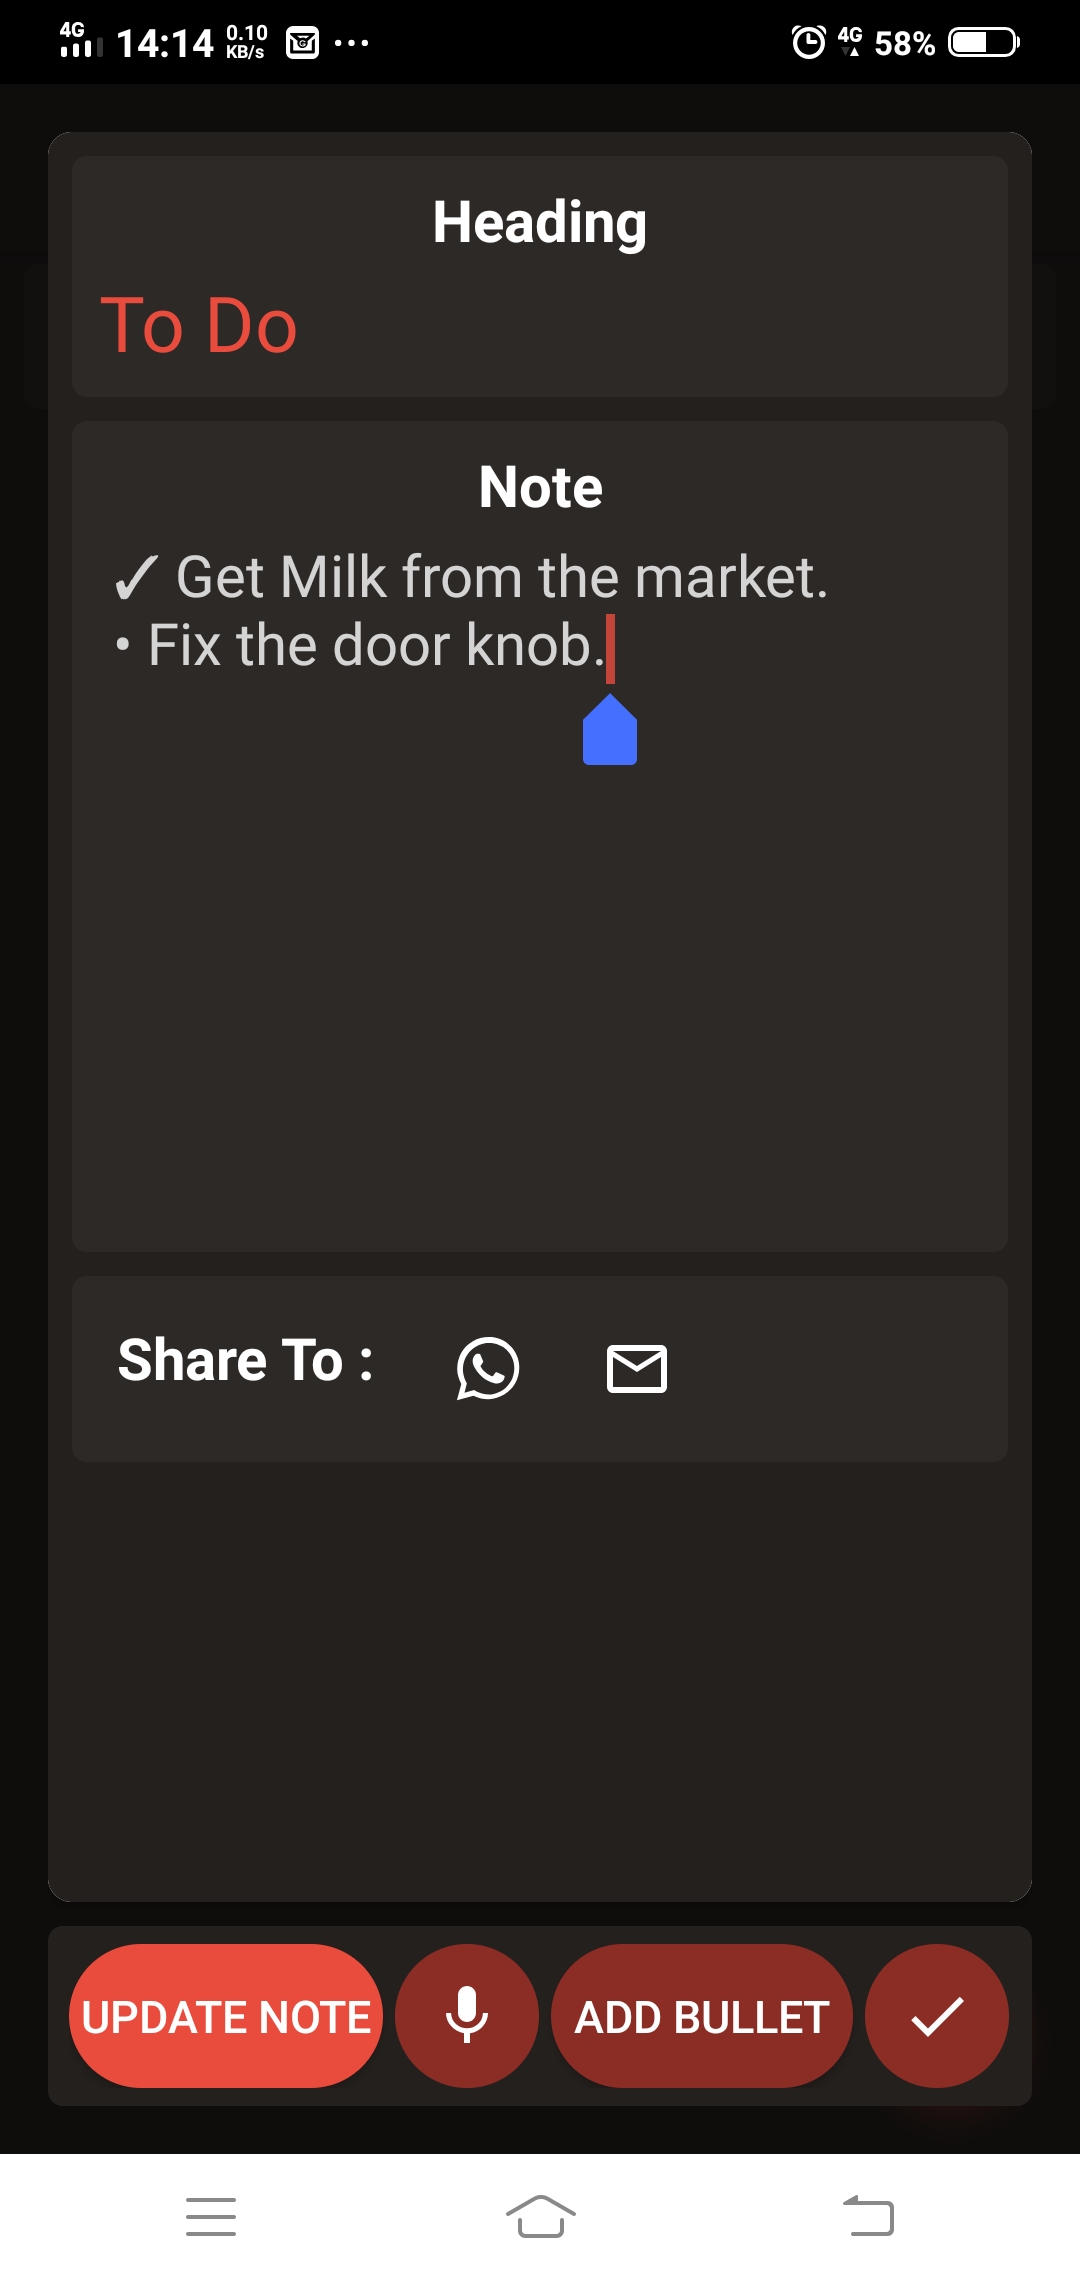 4G 14:14 0.10 KB/s ... 4G 58%
Heading
To Do
Note
✓ Get Milk from the market.
• Fix the door knob.
Share To :
UPDATE NOTE ADD BULLET